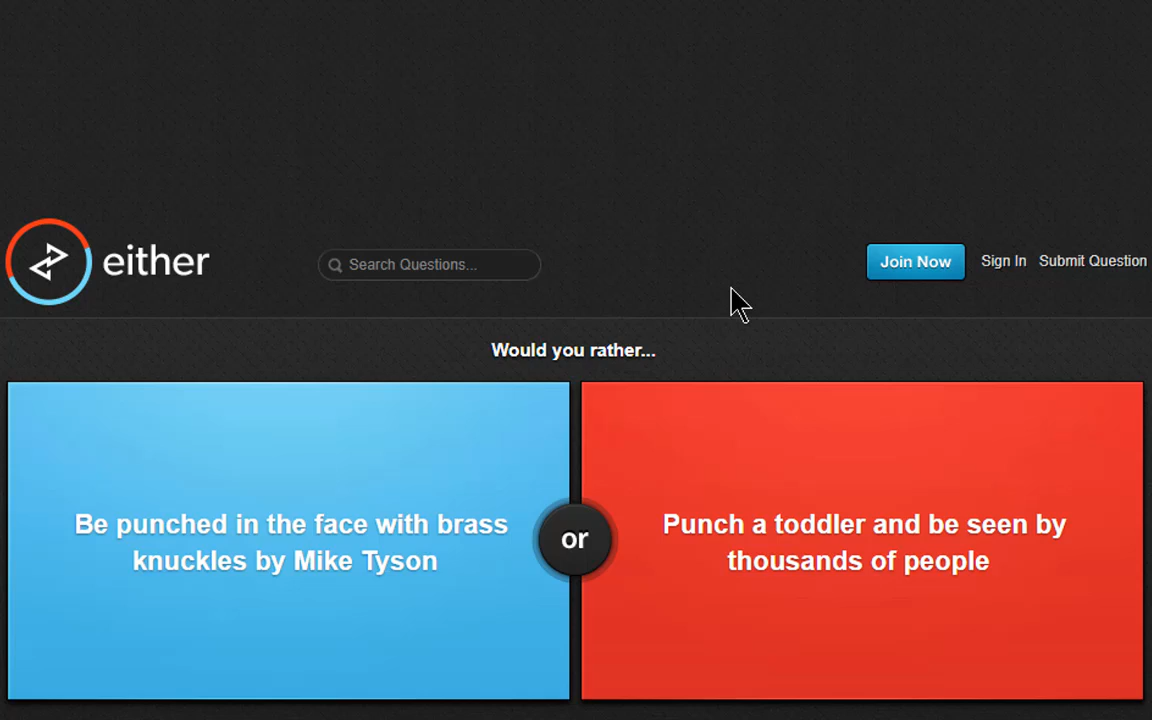 either
Search Questions...
Join Now
Sign In
Submit Question
Would you rather...
Be punched in the face with brass
knuckles by Mike Tyson
or
Punch a toddler and be seen by
thousands of people